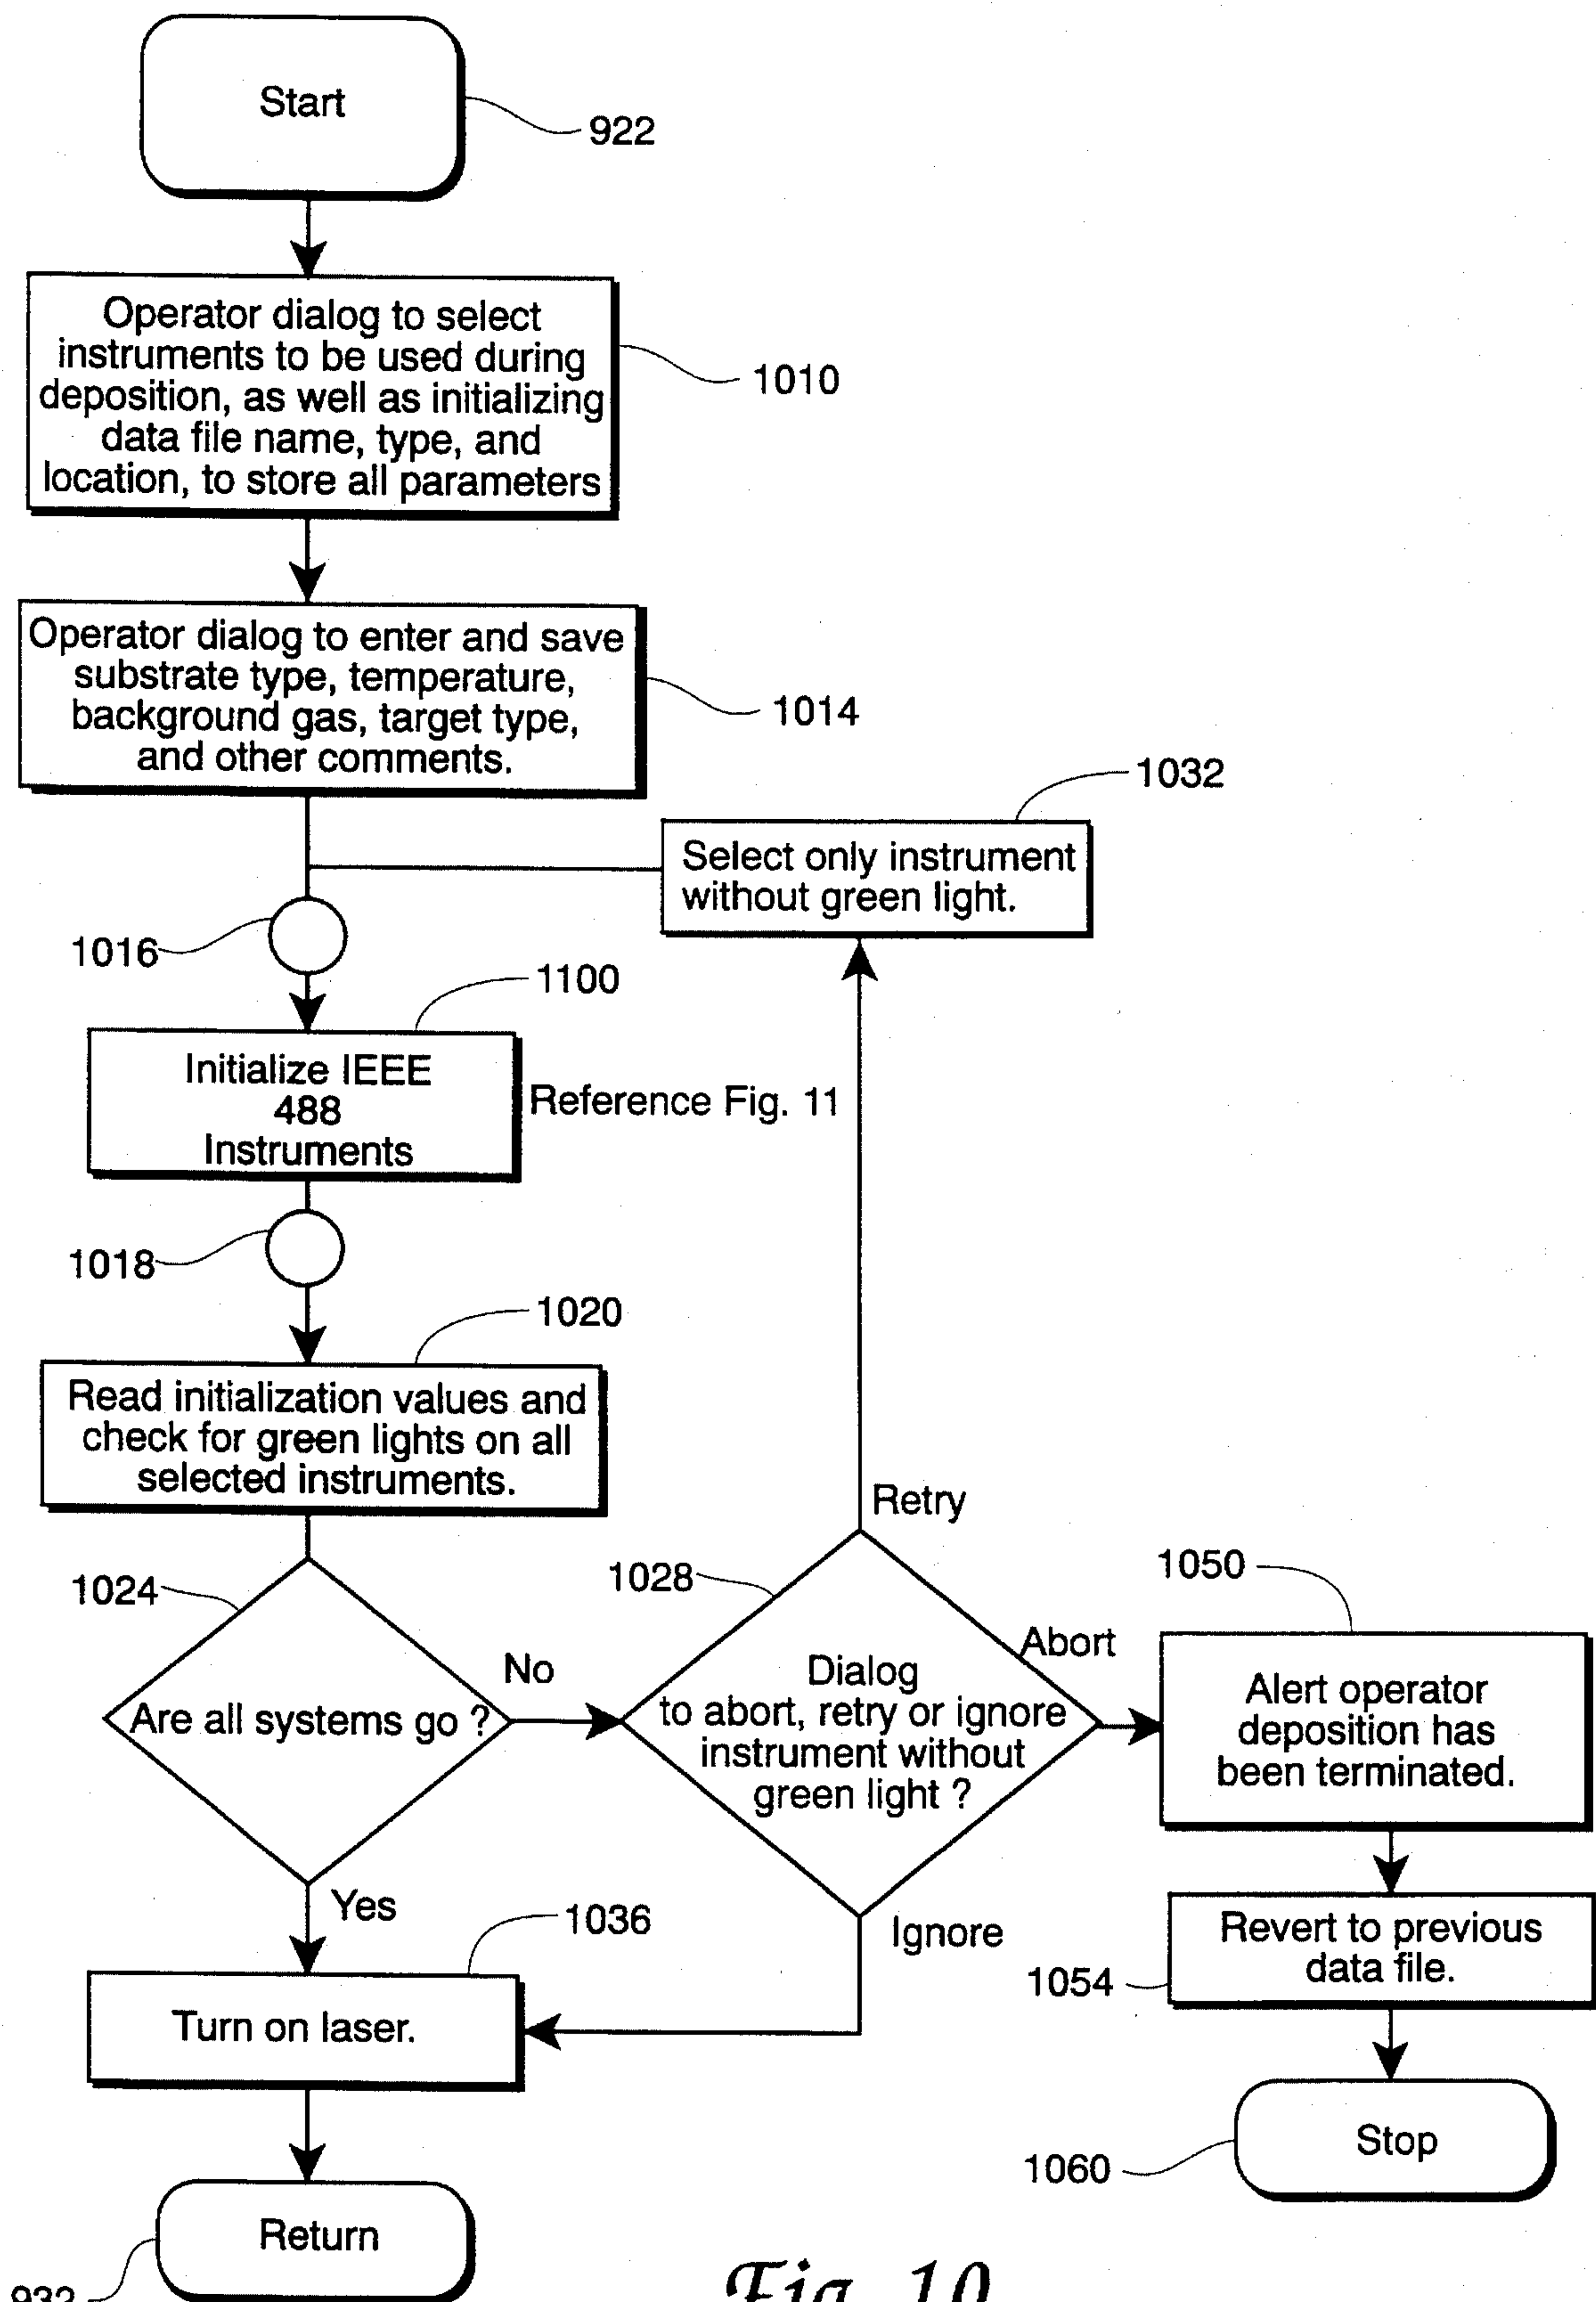 Start
922
Operator dialog to select
instruments to be used during
deposition, as well as initializing
data file name, type, and
location, to store all parameters
1010
Operator dialog to enter and save
substrate type, temperature,
background gas, target type,
and other comments.
1014
1032
Select only instrument
without green light.
1016
1100
Initialize IEEE
488
Instruments
Reference Fig. 11
1018
1020
Read initialization values and
check for green lights on all
selected instruments.
Retry
1024
1028
1050
Are all systems go ?
No
Dialog
to abort, retry or ignore
instrument without
green light ?
Abort
Alert operator
deposition has
been terminated.
Yes
1036
Ignore
Revert to previous
data file.
1054
Turn on laser.
Stop
1060
Return
932
Fig. 10